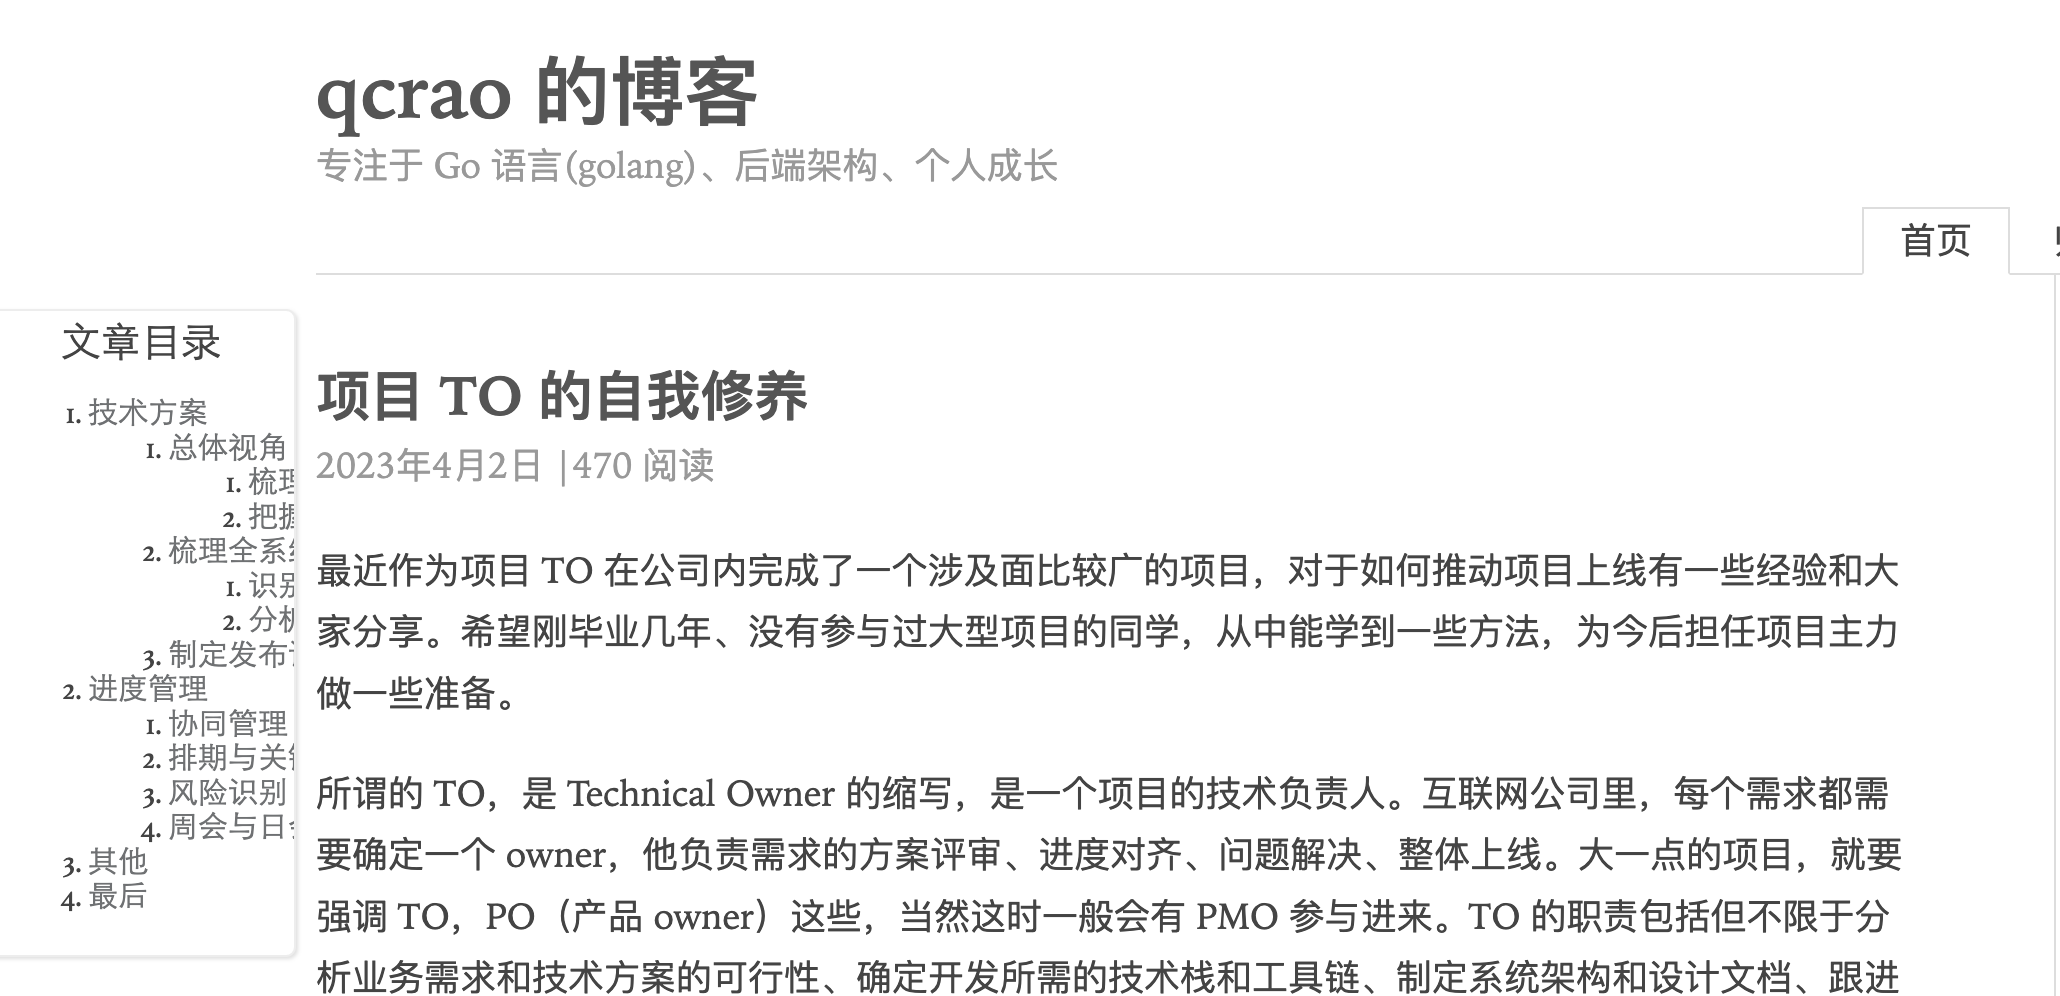 qcrao 的博客
专注于 Go 语言(golang)、后端架构、个人成长
首页
文章目录
1. 技术方案
1. 总体视角
1. 梳理
2. 把握
2. 梳理全系
1. 识别
2. 分析
3. 制定发布
2. 进度管理
1. 协同管理
2. 排期与关
3. 风险识别
4. 周会与日
3. 其他
4. 最后
项目 TO 的自我修养
2023年4月2日 |470 阅读
最近作为项目 TO 在公司内完成了一个涉及面比较广的项目，对于如何推动项目上线有一些经验和大
家分享。希望刚毕业几年、没有参与过大型项目的同学，从中能学到一些方法，为今后担任项目主力
做一些准备。
所谓的 TO，是 Technical Owner 的缩写，是一个项目的技术负责人。互联网公司里，每个需求都需
要确定一个 owner，他负责需求的方案评审、进度对齐、问题解决、整体上线。大一点的项目，就要
强调 TO，PO（产品 owner）这些，当然这时一般会有 PMO 参与进来。TO 的职责包括但不限于分
析业务需求和技术方案的可行性、确定开发所需的技术栈和工具链、制定系统架构和设计文档、跟进